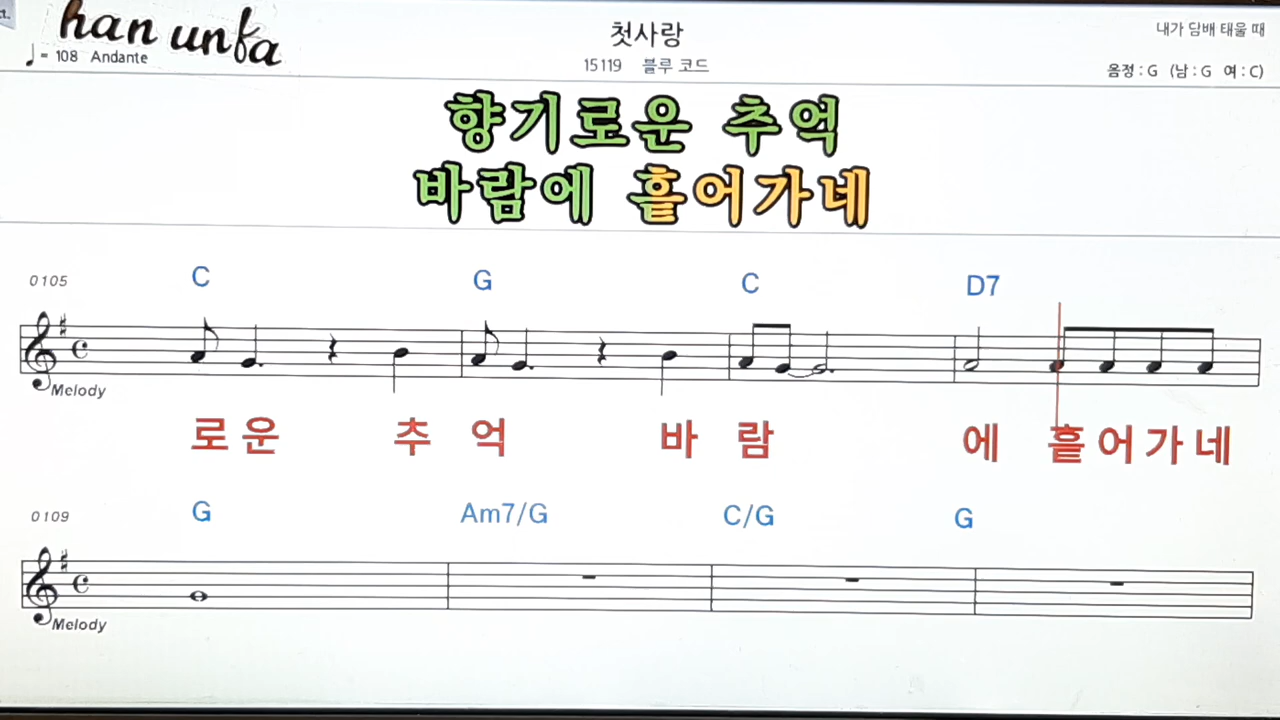 han unfa
첫사랑
내가 담배 태울 때
♩= 108 Andante
15119 블루 코드
음정 : G (남 : G 여 : C)
향기로운 추억
바람에 흩어가네
0105 C G C D7
Melody
로운 추 억 바 람 에 흩어가네
0109 G Am7/G C/G G
Melody